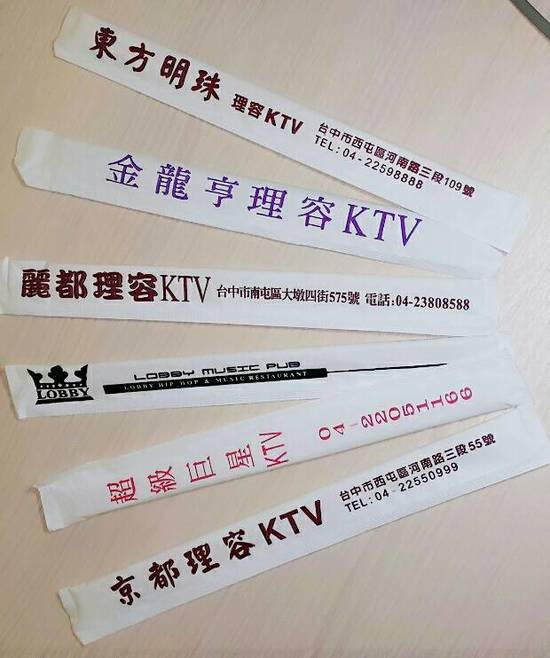 東方明珠 理容KTV
台中市西屯區河南路三段109號
TEL：04-22598888
金龍亨理容KTV
麗都理容KTV 台中市南屯區大墩四街575號 電話:04-23808588
LOBBY
LOBBY MUSIC PUB
LOBBY HIP HOP & MUSIC RESTAURANT
超級巨星KTV 04-22051166
京都理容KTV
台中市西屯區河南路三段55號
TEL：04-22550999